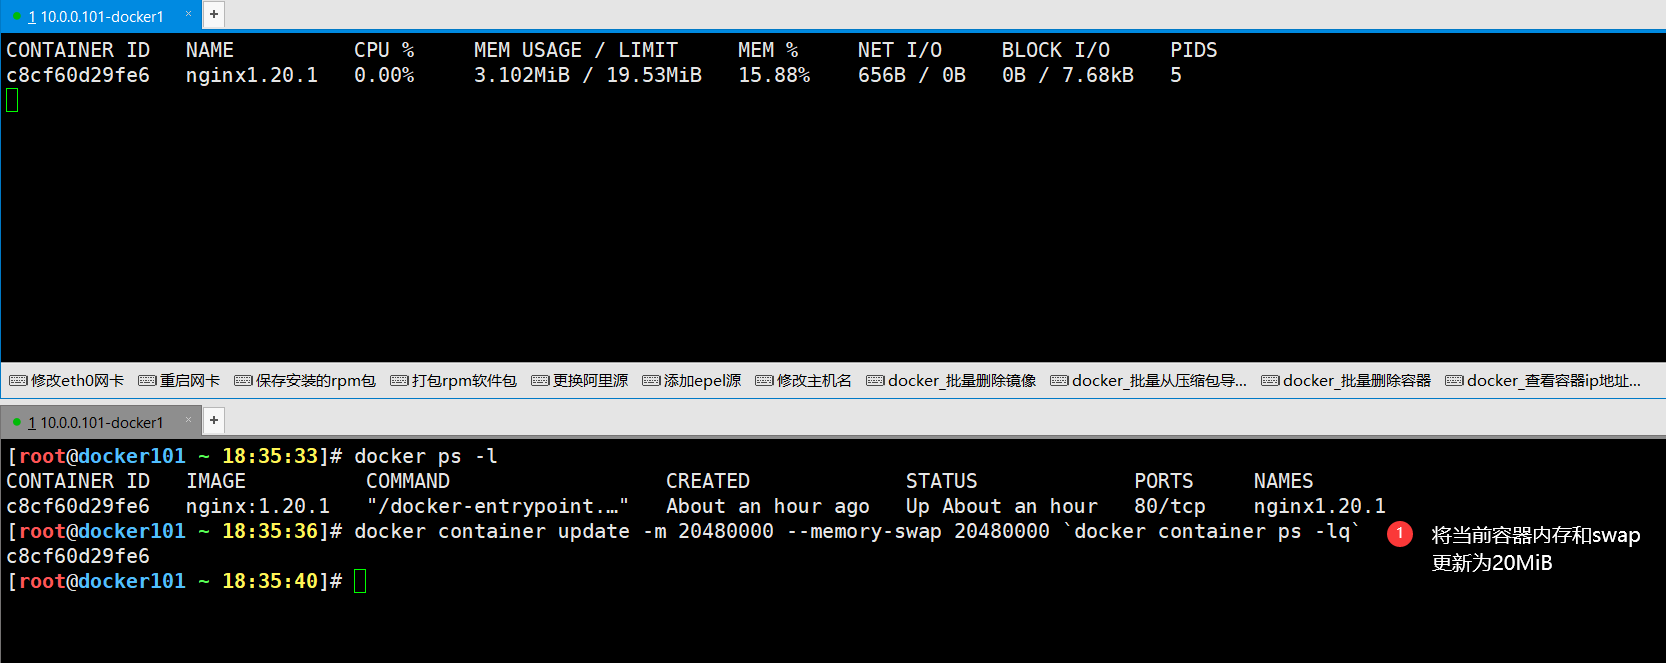 1 10.0.0.101-docker1 × +
CONTAINER ID NAME CPU % MEM USAGE / LIMIT MEM % NET I/O BLOCK I/O PIDS
c8cf60d29fe6 nginx1.20.1 0.00% 3.102MiB / 19.53MiB 15.88% 656B / 0B 0B / 7.68kB 5
修改eth0网卡 重启网卡 保存安装的rpm包 打包rpm软件包 更换阿里源 添加epel源 修改主机名 docker_批量删除镜像 docker_批量从压缩包导... docker_批量删除容器 docker_查看容器ip地址...
1 10.0.0.101-docker1 × +
[root@docker101 ~ 18:35:33]# docker ps -l
CONTAINER ID IMAGE COMMAND CREATED STATUS PORTS NAMES
c8cf60d29fe6 nginx:1.20.1 "/docker-entrypoint.…" About an hour ago Up About an hour 80/tcp nginx1.20.1
[root@docker101 ~ 18:35:36]# docker container update -m 20480000 --memory-swap 20480000 `docker container ps -lq`
1 将当前容器内存和swap
更新为20MiB
c8cf60d29fe6
[root@docker101 ~ 18:35:40]#